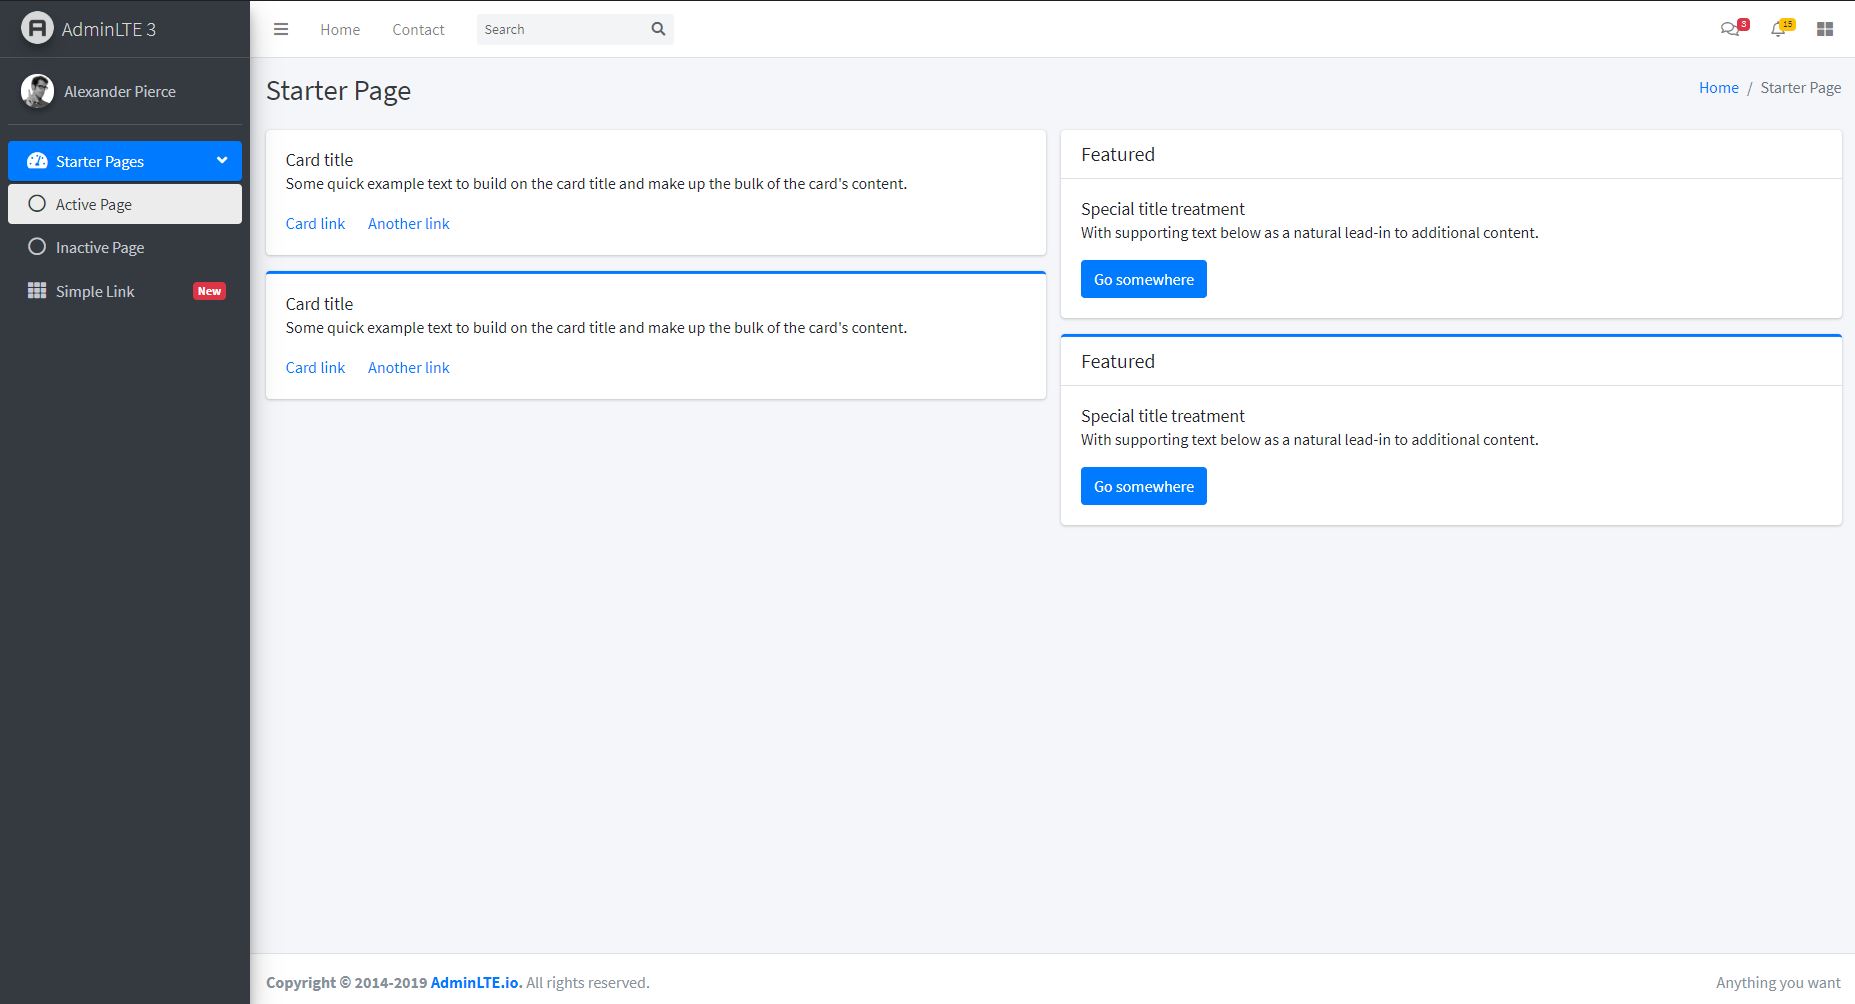 AdminLTE 3
Home
Contact
Search
3
15
Alexander Pierce
Starter Pages
Active Page
Inactive Page
Simple Link New
Starter Page
Home / Starter Page
Card title
Some quick example text to build on the card title and make up the bulk of the card's content.
Card link Another link
Card title
Some quick example text to build on the card title and make up the bulk of the card's content.
Card link Another link
Featured
Special title treatment
With supporting text below as a natural lead-in to additional content.
Go somewhere
Featured
Special title treatment
With supporting text below as a natural lead-in to additional content.
Go somewhere
Copyright © 2014-2019 AdminLTE.io. All rights reserved.
Anything you want